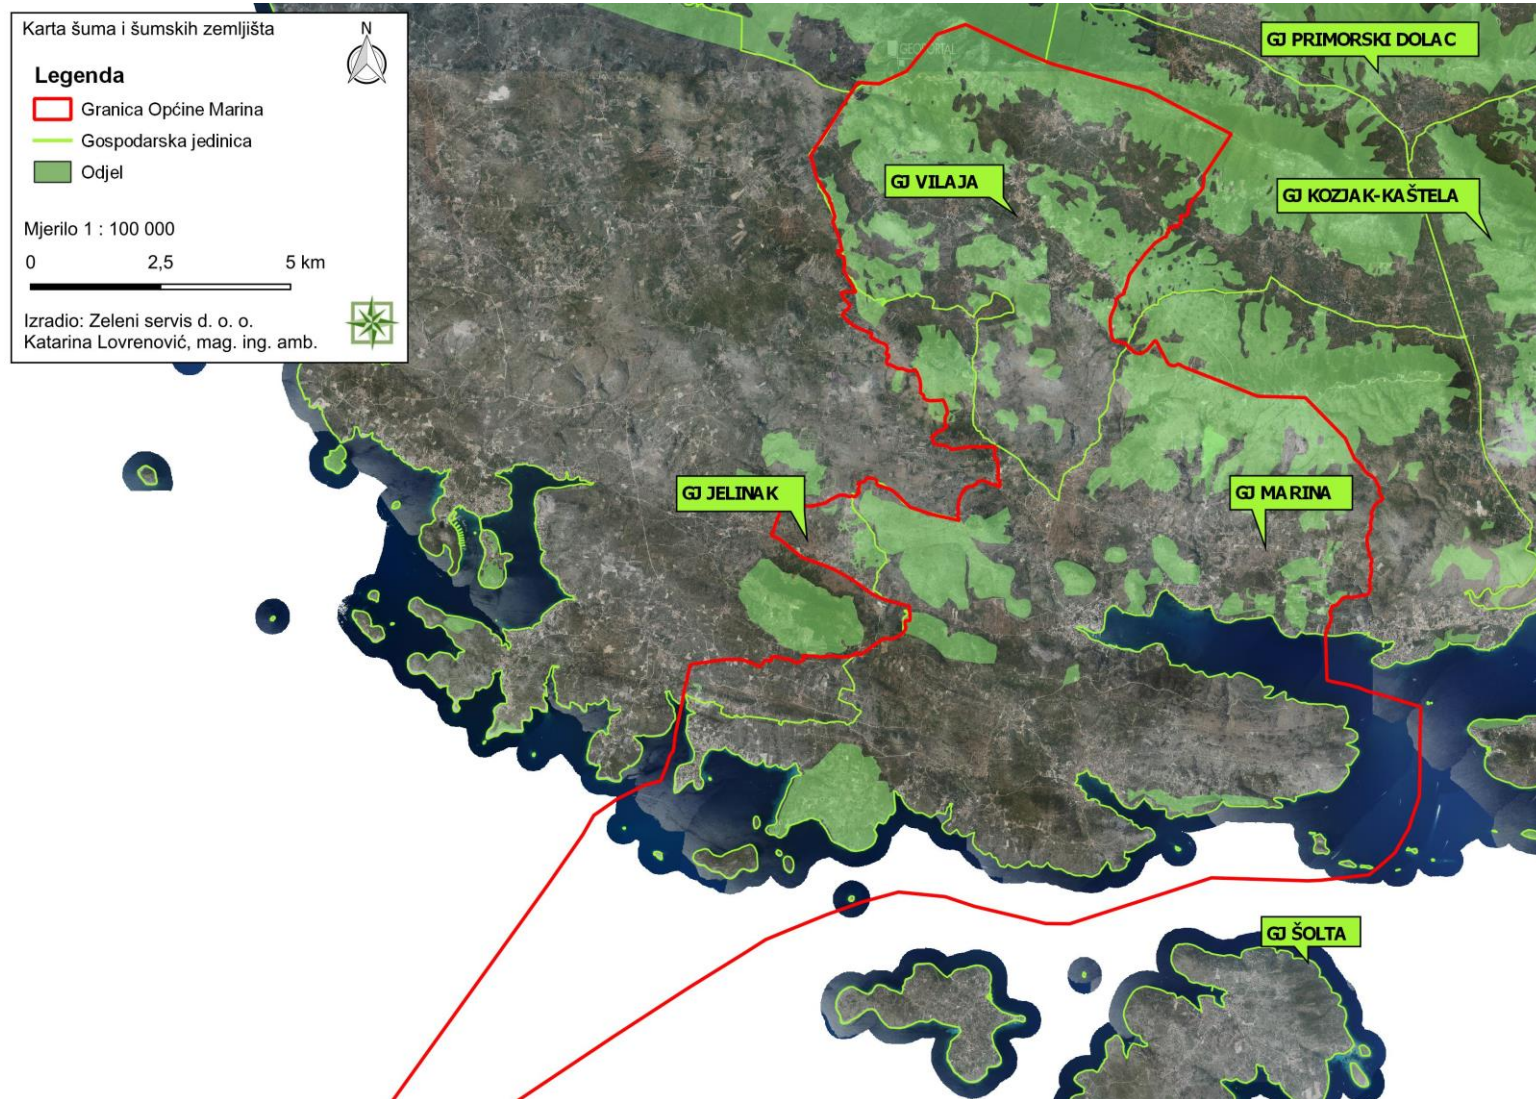 Karta šuma i šumskih zemljišta
N
Legenda
Granica Općine Marina
Gospodarska jedinica
Odjel
Mjerilo 1 : 100 000
0 2,5 5 km
Izradio: Zeleni servis d. o. o.
Katarina Lovrenović, mag. ing. amb.
GEOPORTAL
GJ PRIMORSKI DOLAC
GJ VILAJA
GJ KOZJAK-KAŠTELA
GJ JELINAK
GJ MARINA
GJ ŠOLTA